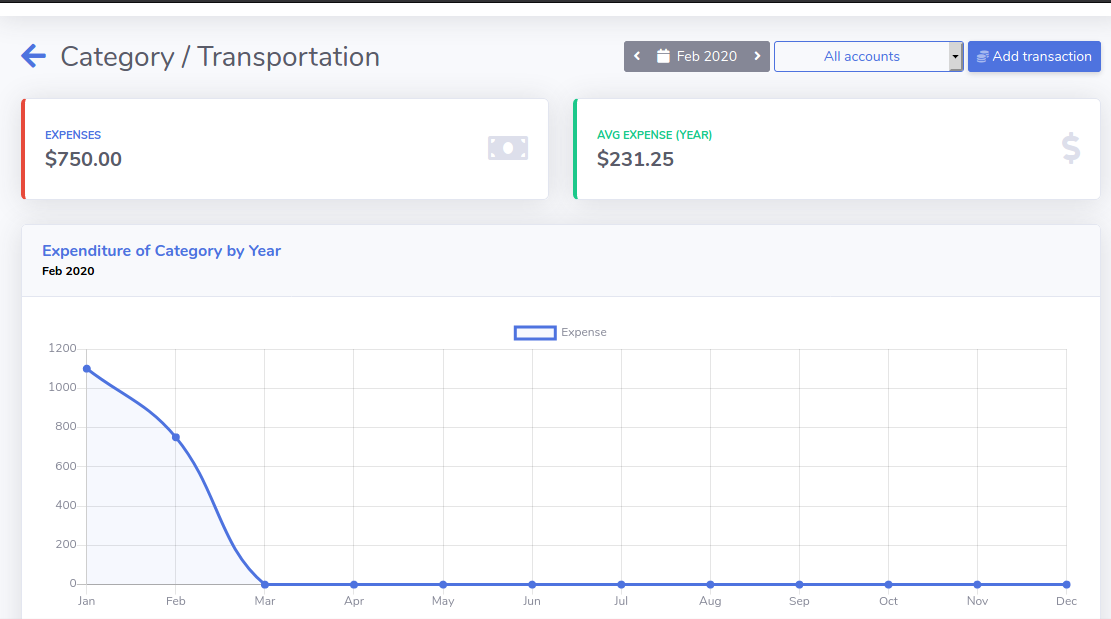 Category / Transportation
Feb 2020
All accounts
Add transaction
EXPENSES
$750.00
AVG EXPENSE (YEAR)
$231.25
Expenditure of Category by Year
Feb 2020
Expense
1200
1000
800
600
400
200
0
Jan Feb Mar Apr May Jun Jul Aug Sep Oct Nov Dec